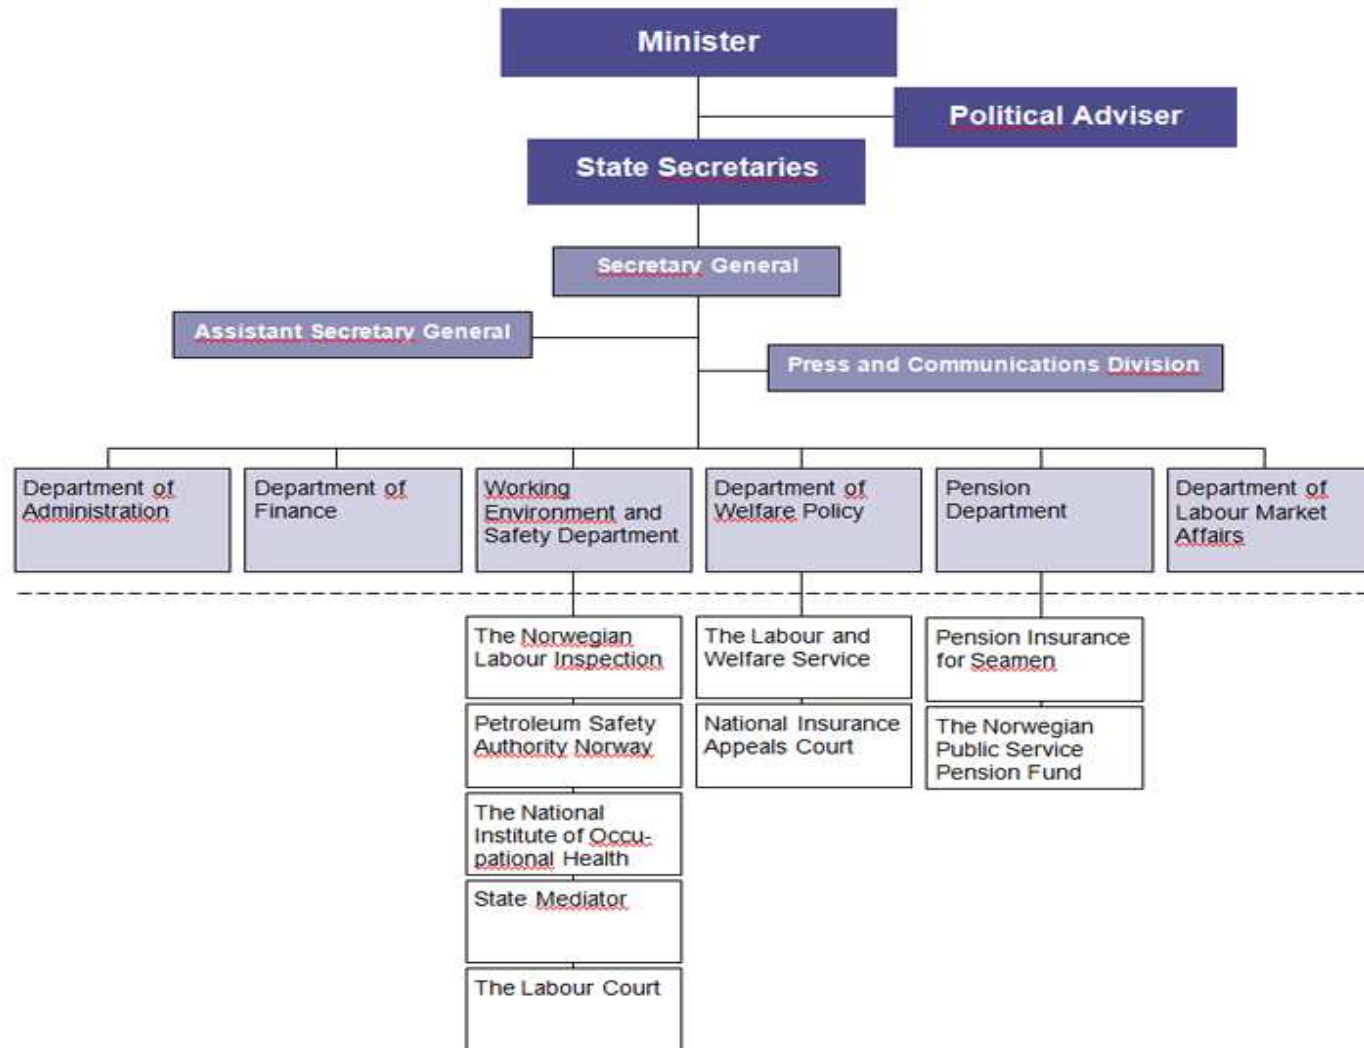 Minister
Political Adviser
State Secretaries
Secretary General
Assistant Secretary General
Press and Communications Division
Department of
Administration
Department of
Finance
Working
Environment and
Safety Department
Department of
Welfare Policy
Pension
Department
Department of
Labour Market
Affairs
The Norwegian
Labour Inspection
Petroleum Safety
Authority Norway
The National
Institute of Occu-
pational Health
State Mediator
The Labour Court
The Labour and
Welfare Service
National Insurance
Appeals Court
Pension Insurance
for Seamen
The Norwegian
Public Service
Pension Fund